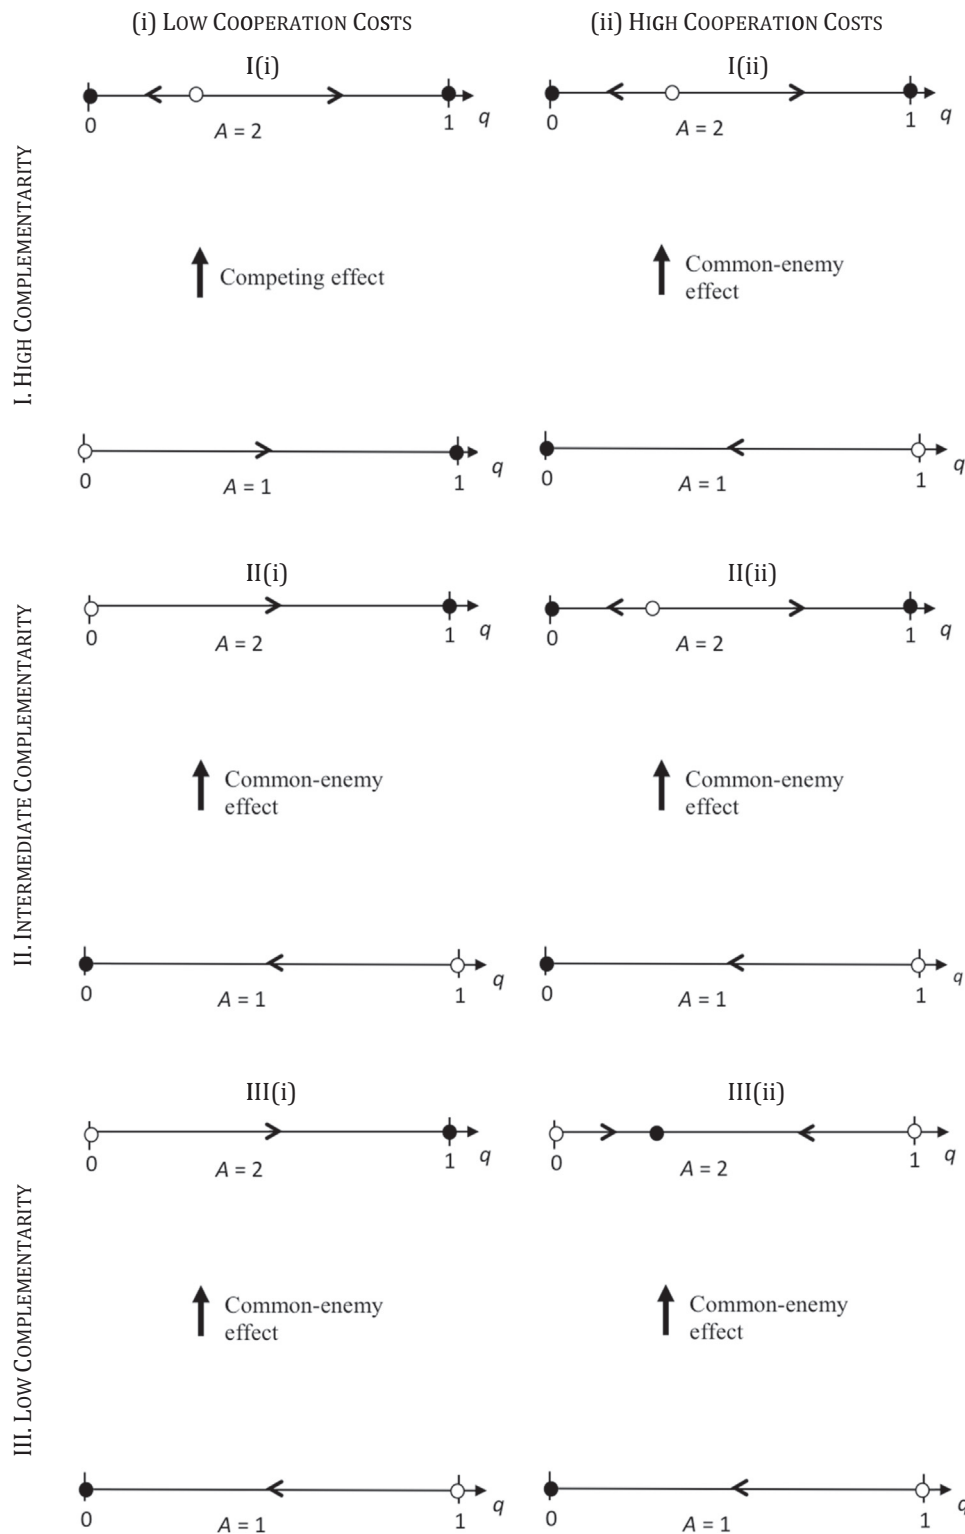 (i) LOW COOPERATION COSTS
(ii) HIGH COOPERATION COSTS
I. HIGH COMPLEMENTARITY
I(i)
0
A = 2
1
q
Competing effect
0
A = 1
1
q
I(ii)
0
A = 2
1
q
Common-enemy
effect
0
A = 1
1
q
II. INTERMEDIATE COMPLEMENTARITY
II(i)
0
A = 2
1
q
Common-enemy
effect
0
A = 1
1
q
II(ii)
0
A = 2
1
q
Common-enemy
effect
0
A = 1
1
q
III. LOW COMPLEMENTARITY
III(i)
0
A = 2
1
q
Common-enemy
effect
0
A = 1
1
q
III(ii)
0
A = 2
1
q
Common-enemy
effect
0
A = 1
1
q